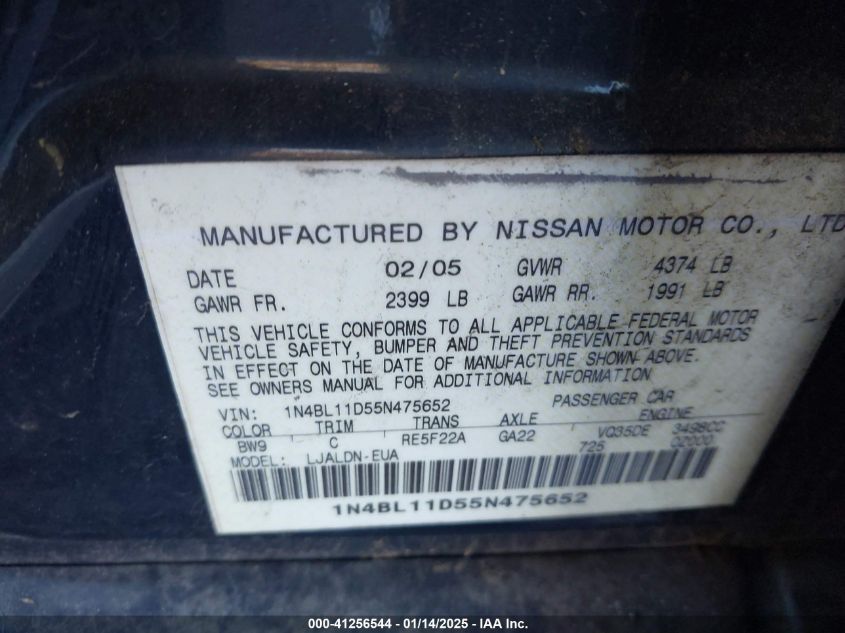 MANUFACTURED BY NISSAN MOTOR CO., LTD
DATE 02/05 GVWR 4374 LB
GAWR FR. 2399 LB GAWR RR. 1991 LB
THIS VEHICLE CONFORMS TO ALL APPLICABLE FEDERAL MOTOR
VEHICLE SAFETY, BUMPER AND THEFT PREVENTION STANDARDS
IN EFFECT ON THE DATE OF MANUFACTURE SHOWN ABOVE.
SEE OWNERS MANUAL FOR ADDITIONAL INFORMATION
VIN: 1N4BL11D55N475652 PASSENGER CAR
COLOR TRIM TRANS AXLE ENGINE
BW9 C RE5F22A GA22 VQ35DE 3498CC
MODEL: LJALDN-EUA 725 0Z000
1N4BL11D55N475652
000-41256544 — 01/14/2025 — IAA Inc.